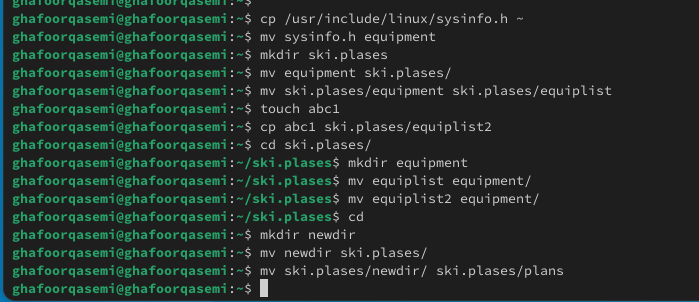 ghafoorqasemi@ghafoorqasemi:~$
ghafoorqasemi@ghafoorqasemi:~$ cp /usr/include/linux/sysinfo.h ~
ghafoorqasemi@ghafoorqasemi:~$ mv sysinfo.h equipment
ghafoorqasemi@ghafoorqasemi:~$ mkdir ski.plases
ghafoorqasemi@ghafoorqasemi:~$ mv equipment ski.plases/
ghafoorqasemi@ghafoorqasemi:~$ mv ski.plases/equipment ski.plases/equiplist
ghafoorqasemi@ghafoorqasemi:~$ touch abc1
ghafoorqasemi@ghafoorqasemi:~$ cp abc1 ski.plases/equiplist2
ghafoorqasemi@ghafoorqasemi:~$ cd ski.plases/
ghafoorqasemi@ghafoorqasemi:~/ski.plases$ mkdir equipment
ghafoorqasemi@ghafoorqasemi:~/ski.plases$ mv equiplist equipment/
ghafoorqasemi@ghafoorqasemi:~/ski.plases$ mv equiplist2 equipment/
ghafoorqasemi@ghafoorqasemi:~/ski.plases$ cd
ghafoorqasemi@ghafoorqasemi:~$ mkdir newdir
ghafoorqasemi@ghafoorqasemi:~$ mv newdir ski.plases/
ghafoorqasemi@ghafoorqasemi:~$ mv ski.plases/newdir/ ski.plases/plans
ghafoorqasemi@ghafoorqasemi:~$